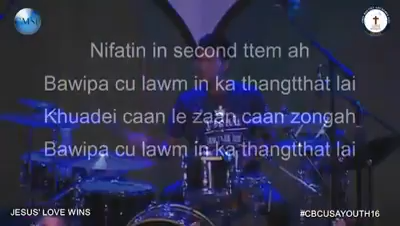 Nifatin in second ttem ah
Bawipa cu lawm in ka thangtthat lai
Khuadei caan le zaan caan zongah
Bawipa cu lawm in ka thangtthat lai
JESUS' LOVE WINS
#CBCUSAYOUTH16